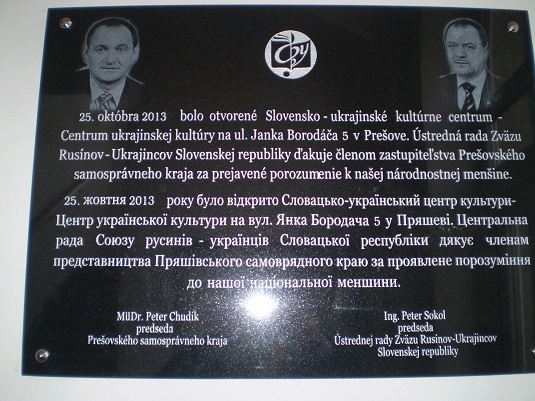 25. októbra 2013 bolo otvorené Slovensko - ukrajinské kultúrne centrum -
Centrum ukrajinskej kultúry na ul. Janka Borodáča 5 v Prešove. Ústredná rada Zväzu
Rusínov - Ukrajincov Slovenskej republiky ďakuje členom zastupiteľstva Prešovského
samosprávneho kraja za prejavené porozumenie k našej národnostnej menšine.
25. жовтня 2013 року було відкрито Словацько-український центр культури-
Центр української культури на вул. Янка Бородача 5 у Пряшеві. Центральна
рада Союзу русинів - українців Словацької республіки дякує членам
представництва Пряшівського самоврядного краю за проявлене порозуміння
до нашої національної меншини.
MUDr. Peter Chudík
predseda
Prešovského samosprávneho kraja
Ing. Peter Sokol
predseda
Ústrednej rady Zväzu Rusínov-Ukrajincov
Slovenskej republiky